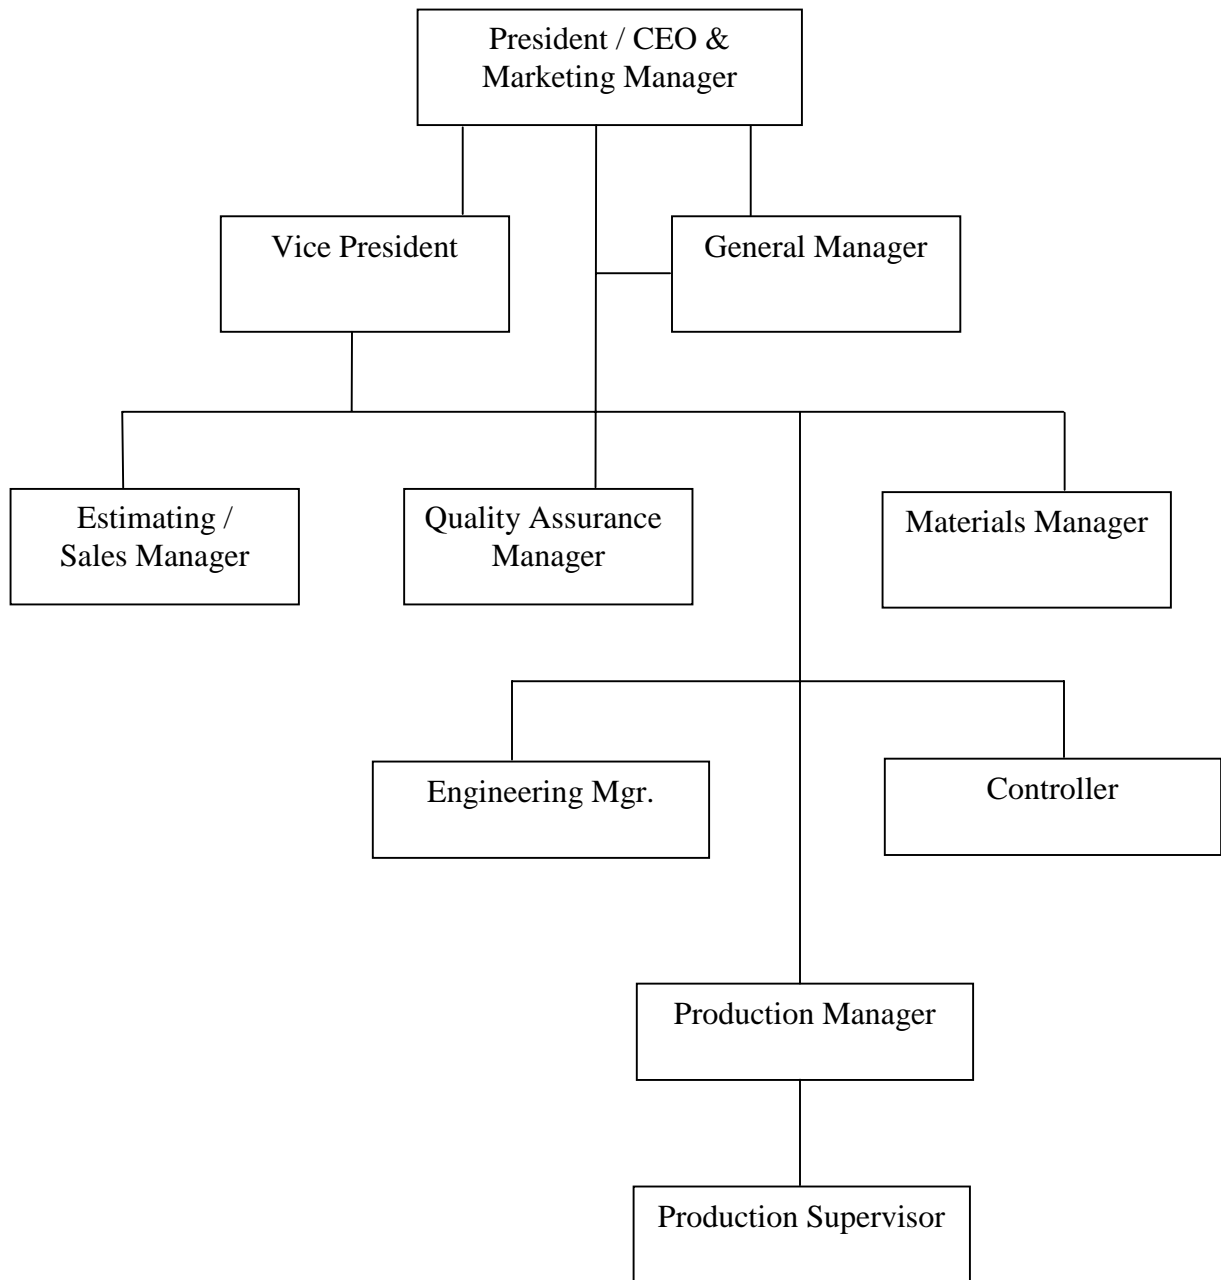 President / CEO &
Marketing Manager
Vice President
General Manager
Estimating /
Sales Manager
Quality Assurance
Manager
Materials Manager
Engineering Mgr.
Controller
Production Manager
Production Supervisor